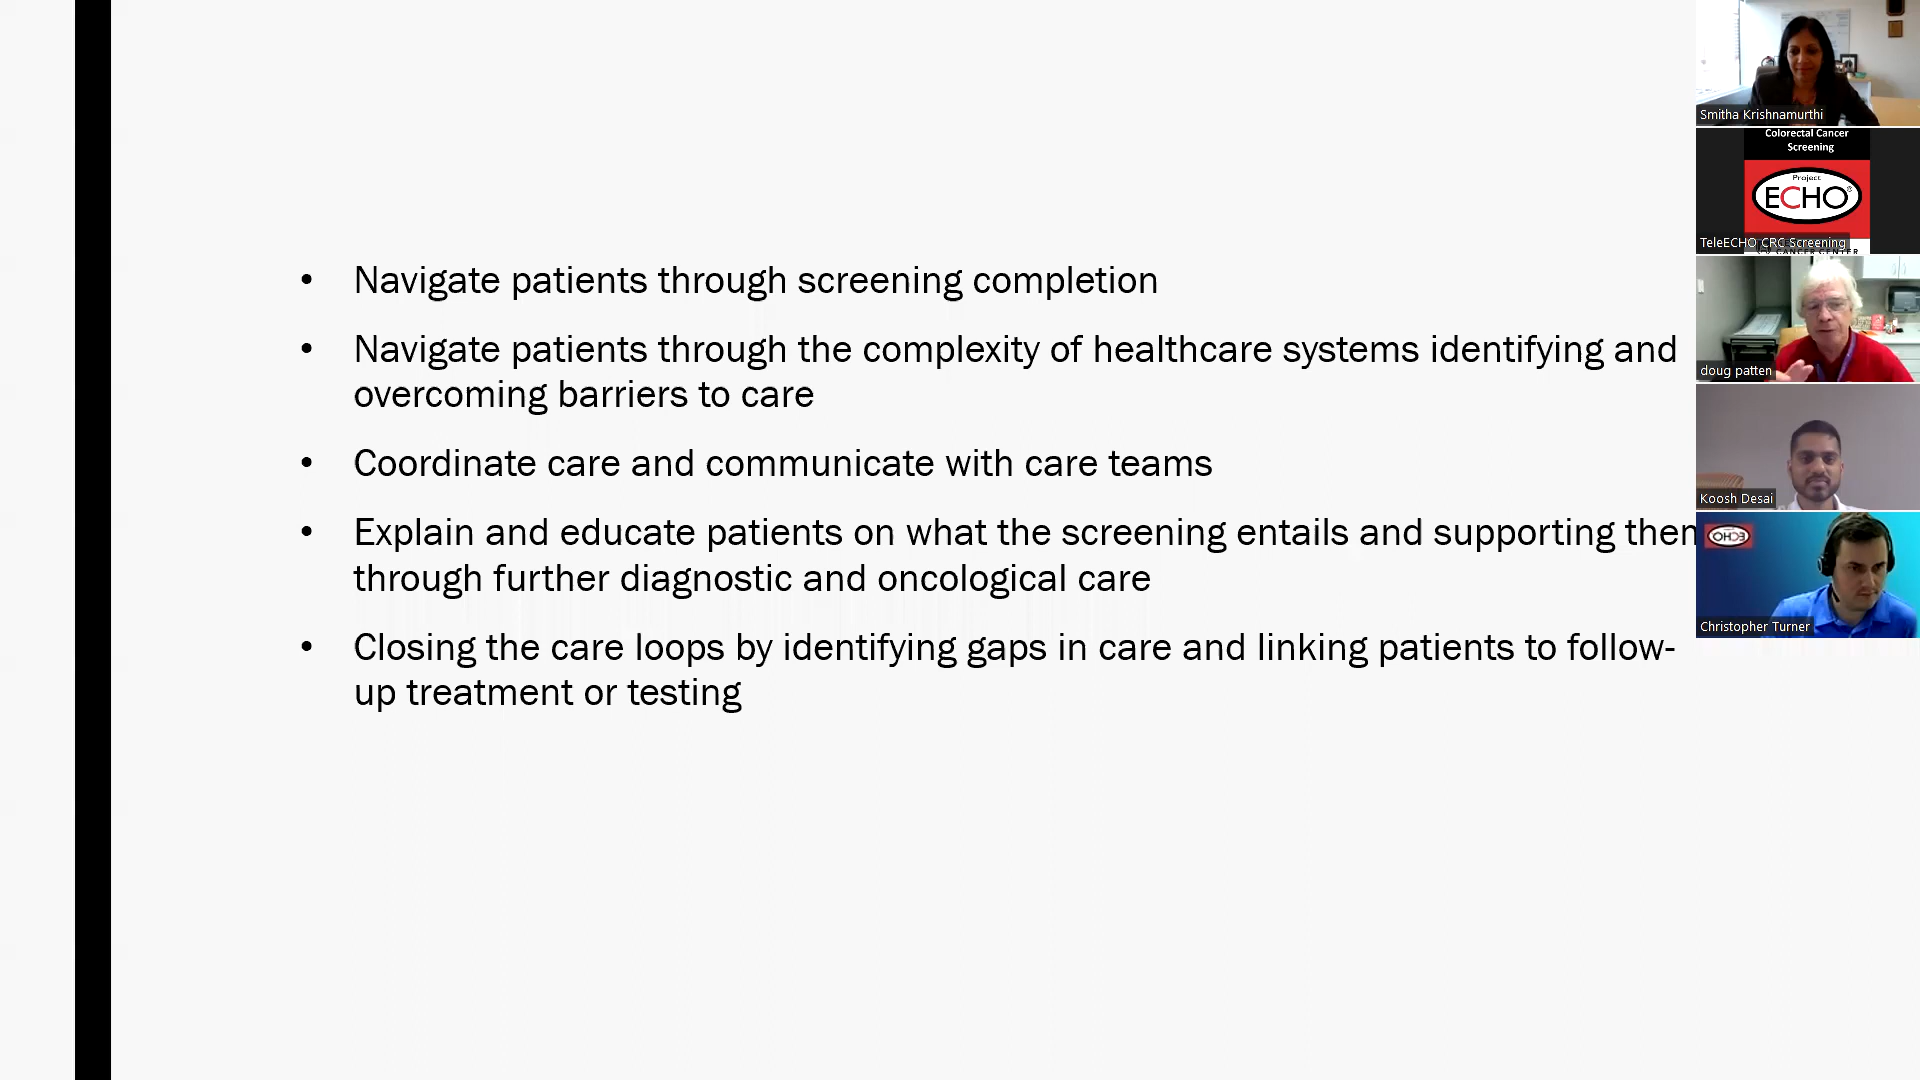 • Navigate patients through screening completion
• Navigate patients through the complexity of healthcare systems identifying and
overcoming barriers to care
• Coordinate care and communicate with care teams
• Explain and educate patients on what the screening entails and supporting them
through further diagnostic and oncological care
• Closing the care loops by identifying gaps in care and linking patients to follow-
up treatment or testing
Smitha Krishnamurthi
Colorectal Cancer
Screening
Project
ECHO®
TeleECHO CRC Screening
CANCER CENTER
doug patten
Koosh Desai
ECHO
Christopher Turner